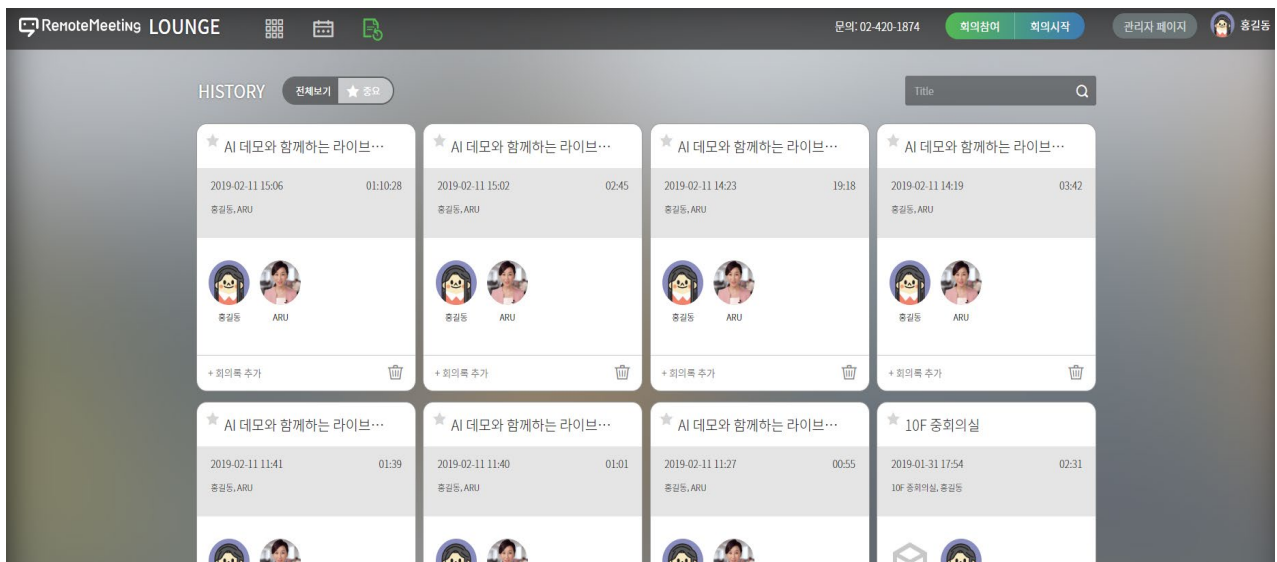 RemoteMeeting LOUNGE
문의: 02-420-1874 회의참여 회의시작 관리자 페이지 홍길동
HISTORY 전체보기 중요 Title
AI 데모와 함께하는 라이브… AI 데모와 함께하는 라이브… AI 데모와 함께하는 라이브… AI 데모와 함께하는 라이브…
2019-02-11 15:06 01:10:28 2019-02-11 15:02 02:45 2019-02-11 14:23 19:18 2019-02-11 14:19 03:42
홍길동, ARU 홍길동, ARU 홍길동, ARU 홍길동, ARU
홍길동 ARU 홍길동 ARU 홍길동 ARU 홍길동 ARU
+ 회의록 추가 + 회의록 추가 + 회의록 추가 + 회의록 추가
AI 데모와 함께하는 라이브… AI 데모와 함께하는 라이브… AI 데모와 함께하는 라이브… 10F 중회의실
2019-02-11 11:41 01:39 2019-02-11 11:40 01:01 2019-02-11 11:27 00:55 2019-01-31 17:54 02:31
홍길동, ARU 홍길동, ARU 홍길동, ARU 10F 중회의실, 홍길동